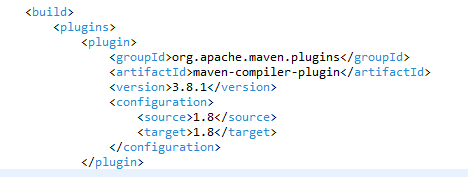 <build>
<plugins>
<plugin>
<groupId>org.apache.maven.plugins</groupId>
<artifactId>maven-compiler-plugin</artifactId>
<version>3.8.1</version>
<configuration>
<source>1.8</source>
<target>1.8</target>
</configuration>
</plugin>